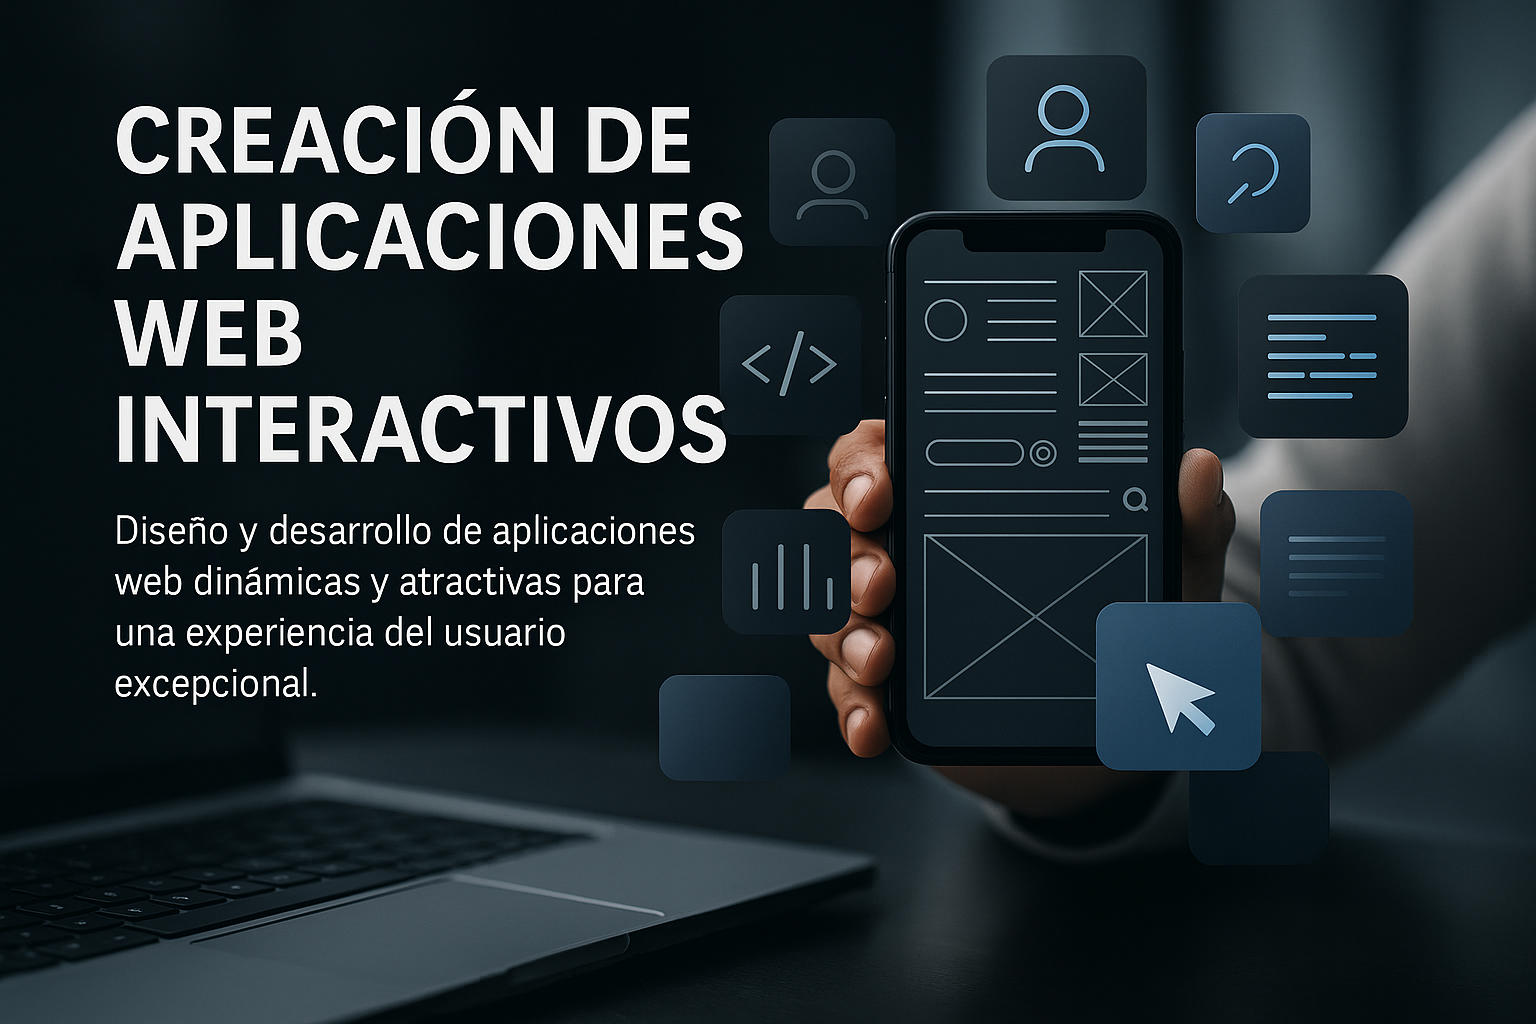 CREACIÓN DE
APLICACIONES
WEB
INTERACTIVOS
Diseño y desarrollo de aplicaciones
web dinámicas y atractivas para
una experiencia del usuario
excepcional.